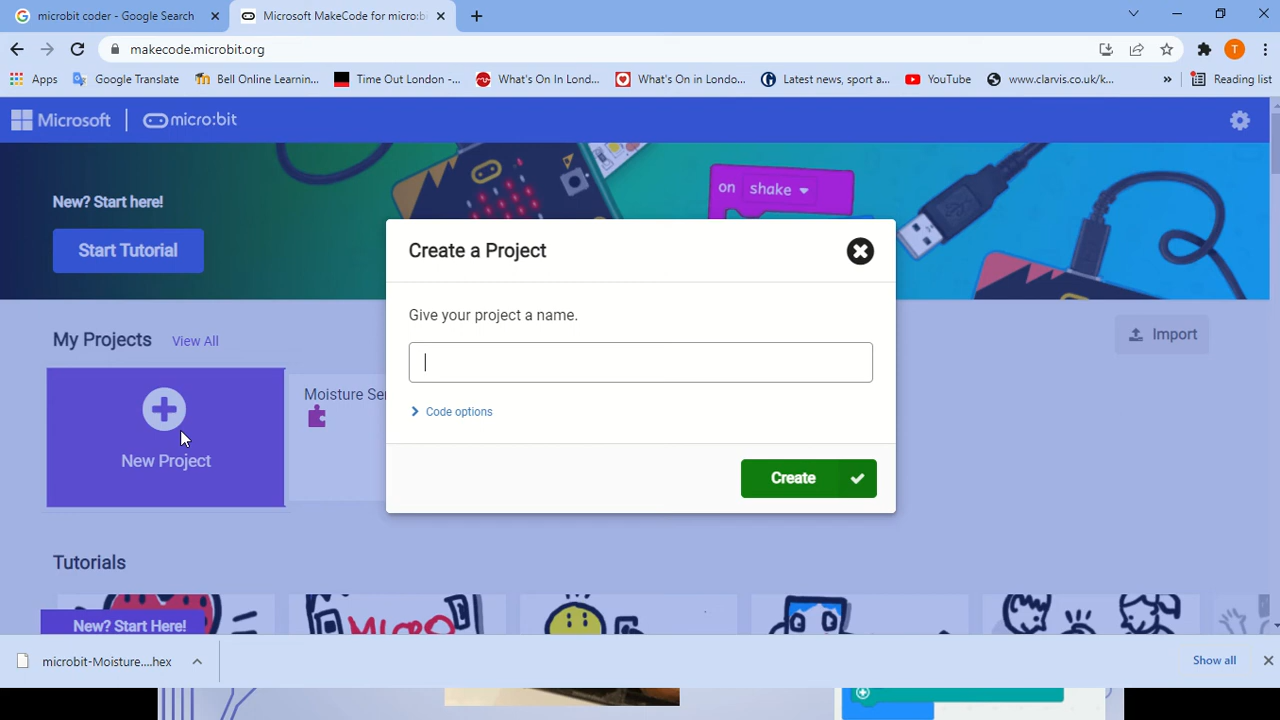 microbit coder - Google Search
Microsoft MakeCode for micro:bi
makecode.microbit.org
T
Apps
Google Translate
Bell Online Learnin...
Time Out London -...
What's On In Lond...
What's On in Londo...
Latest news, sport a...
YouTube
www.clarvis.co.uk/k...
»
Reading list
Microsoft
micro:bit
New? Start here!
Start Tutorial
on shake
Create a Project
Give your project a name.
Code options
Create
My Projects
View All
Import
New Project
Moisture Se
Tutorials
New? Start Here!
MICRO
microbit-Moisture....hex
Show all